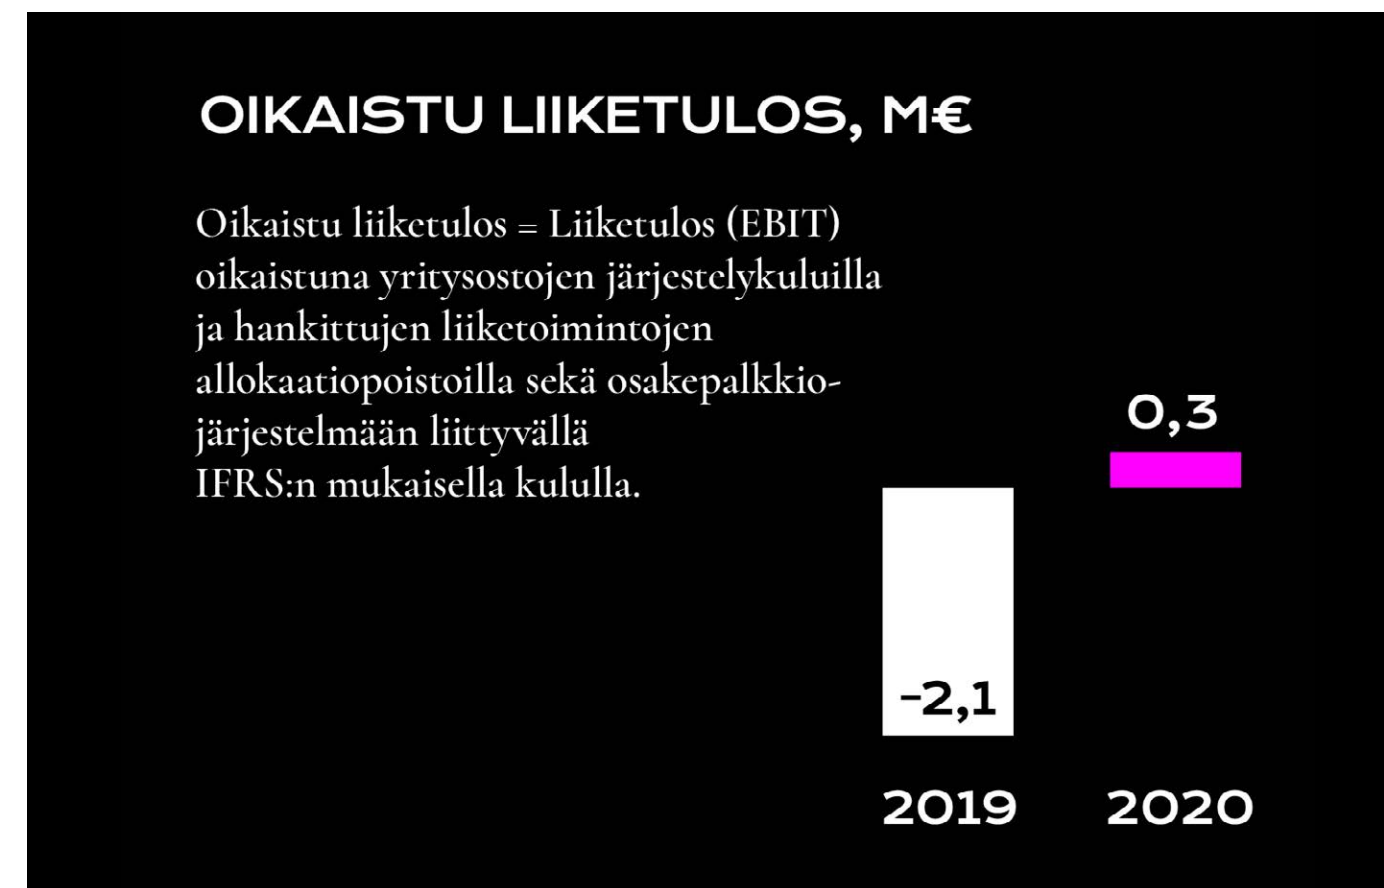 OIKAISTU LIIKETULOS, M€
Oikaistu liiketulos = Liiketulos (EBIT)
oikaistuna yritysostojen järjestelykuluilla
ja hankittujen liiketoimintojen
allokaatiopoistoilla sekä osakepalkkio-
järjestelmään liittyvällä
IFRS:n mukaisella kululla.
0,3
-2,1
2019 2020